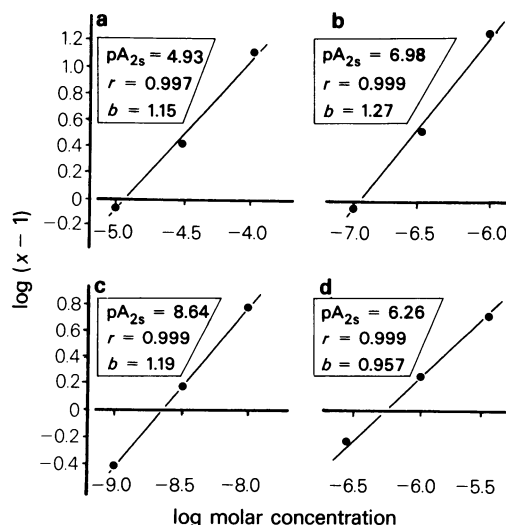 a
pA2s = 4.93
r = 0.997
b = 1.15
1.2
1.0
0.8
0.6
0.4
0.2
0
−0.2
−5.0 −4.5 −4.0
b
pA2s = 6.98
r = 0.999
b = 1.27
−7.0 −6.5 −6.0
log (x − 1)
c
pA2s = 8.64
r = 0.999
b = 1.19
0.8
0.6
0.4
0.2
0
−0.2
−0.4
−9.0 −8.5 −8.0
d
pA2s = 6.26
r = 0.999
b = 0.957
−6.5 −6.0 −5.5
log molar concentration